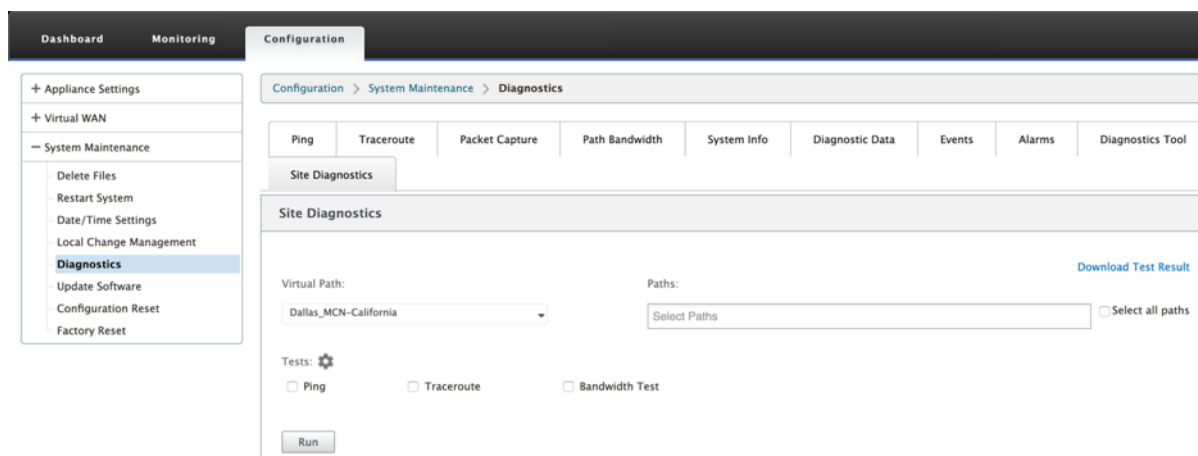 Dashboard Monitoring Configuration
+ Appliance Settings
+ Virtual WAN
− System Maintenance
Delete Files
Restart System
Date/Time Settings
Local Change Management
Diagnostics
Update Software
Configuration Reset
Factory Reset
Configuration > System Maintenance > Diagnostics
Ping Traceroute Packet Capture Path Bandwidth System Info Diagnostic Data Events Alarms Diagnostics Tool
Site Diagnostics
Site Diagnostics
Download Test Result
Virtual Path: Paths:
Dallas_MCN-California Select Paths Select all paths
Tests:
Ping Traceroute Bandwidth Test
Run